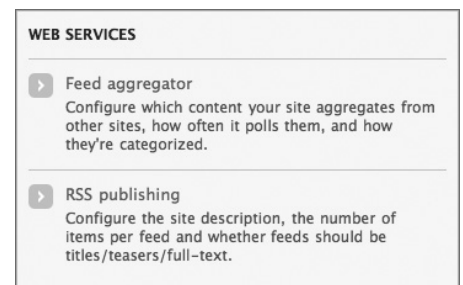 WEB SERVICES
Feed aggregator
Configure which content your site aggregates from
other sites, how often it polls them, and how
they're categorized.
RSS publishing
Configure the site description, the number of
items per feed and whether feeds should be
titles/teasers/full-text.